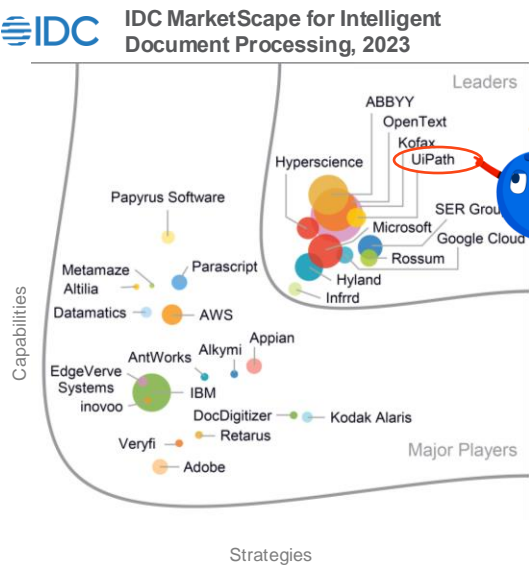 IDC
IDC MarketScape for Intelligent
Document Processing, 2023
Leaders
ABBYY
OpenText
Kofax
UiPath
Hyperscience
SER Grou
Microsoft
Google Cloud
Rossum
Hyland
Infrrd
Papyrus Software
Metamaze
Parascript
Altilia
Datamatics
AWS
Appian
Alkymi
AntWorks
EdgeVerve
Systems
IBM
inovoo
DocDigitizer
Kodak Alaris
Retarus
Veryfi
Adobe
Major Players
Capabilities
Strategies